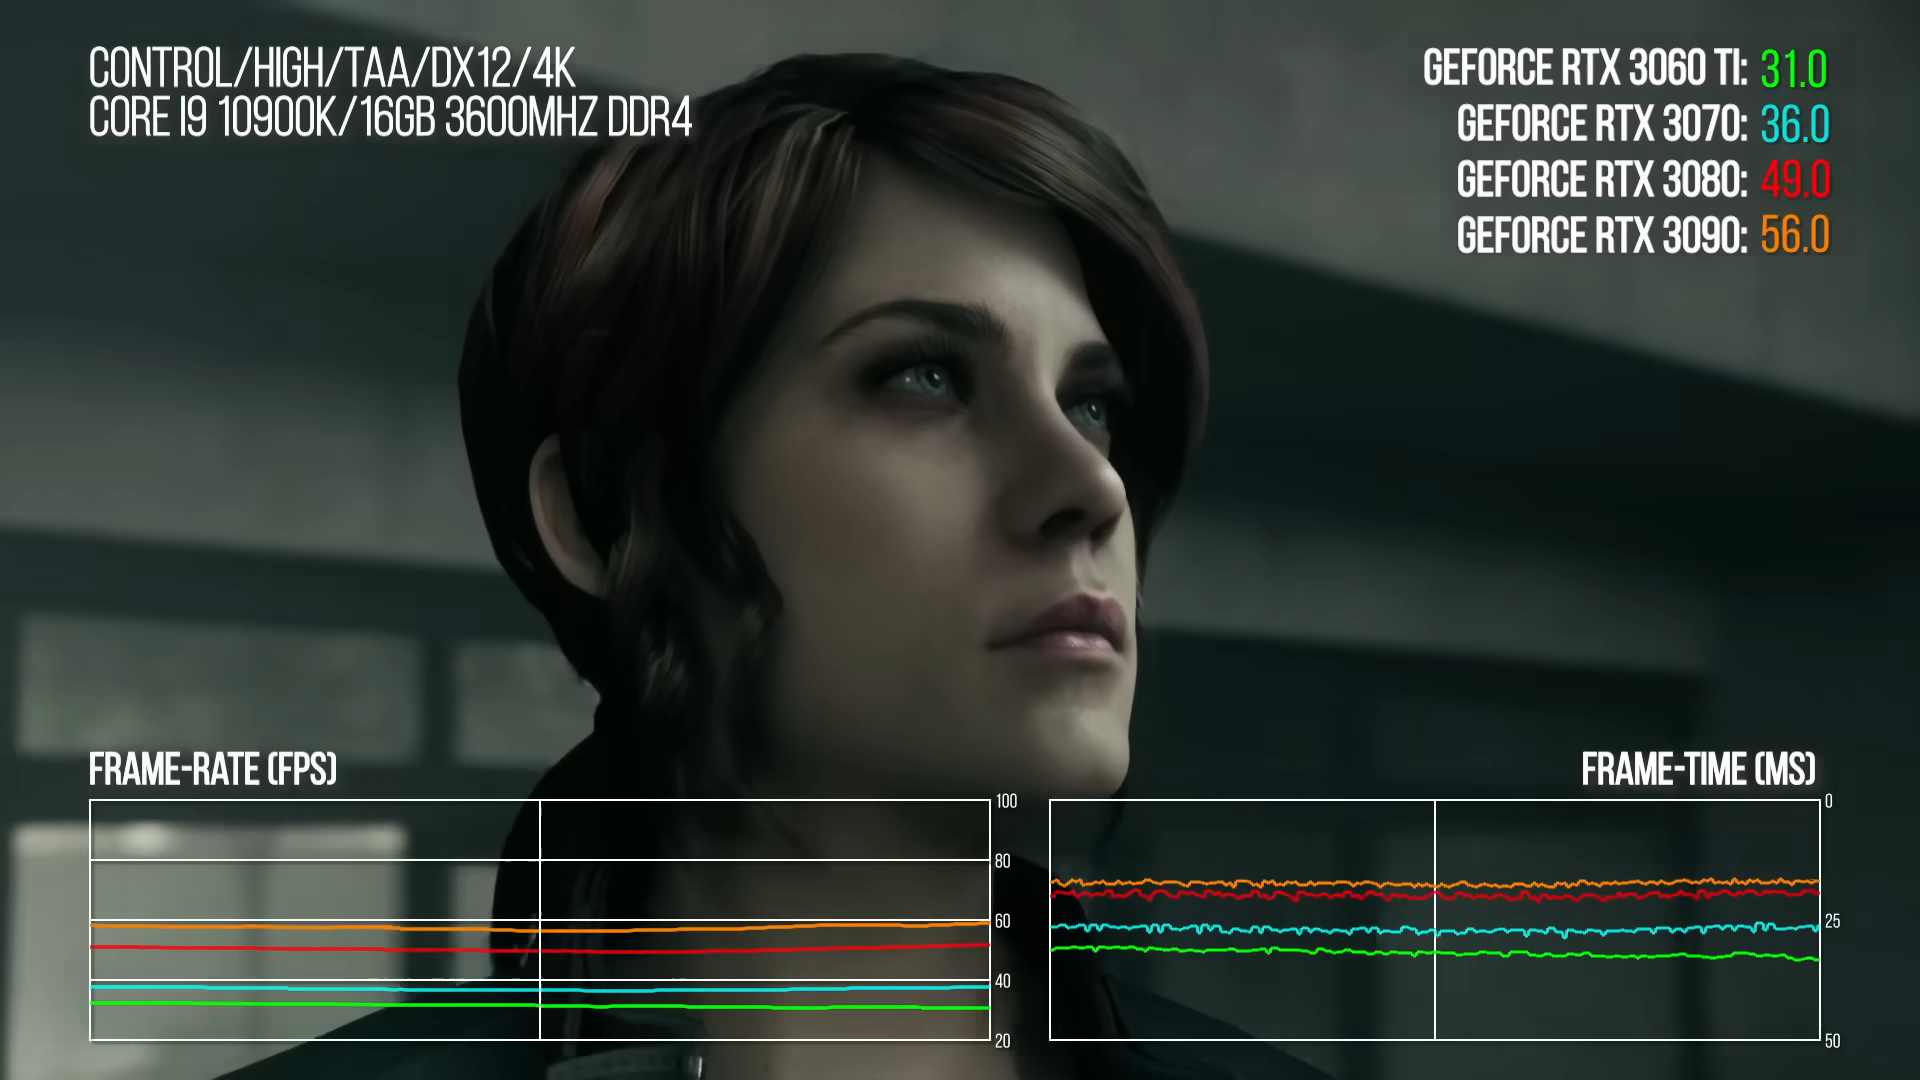 CONTROL/HIGH/TAA/DX12/4K
CORE I9 10900K/16GB 3600MHZ DDR4
GEFORCE RTX 3060 TI: 31.0
GEFORCE RTX 3070: 36.0
GEFORCE RTX 3080: 49.0
GEFORCE RTX 3090: 56.0
FRAME-RATE (FPS)
100
80
60
40
20
FRAME-TIME (MS)
0
25
50